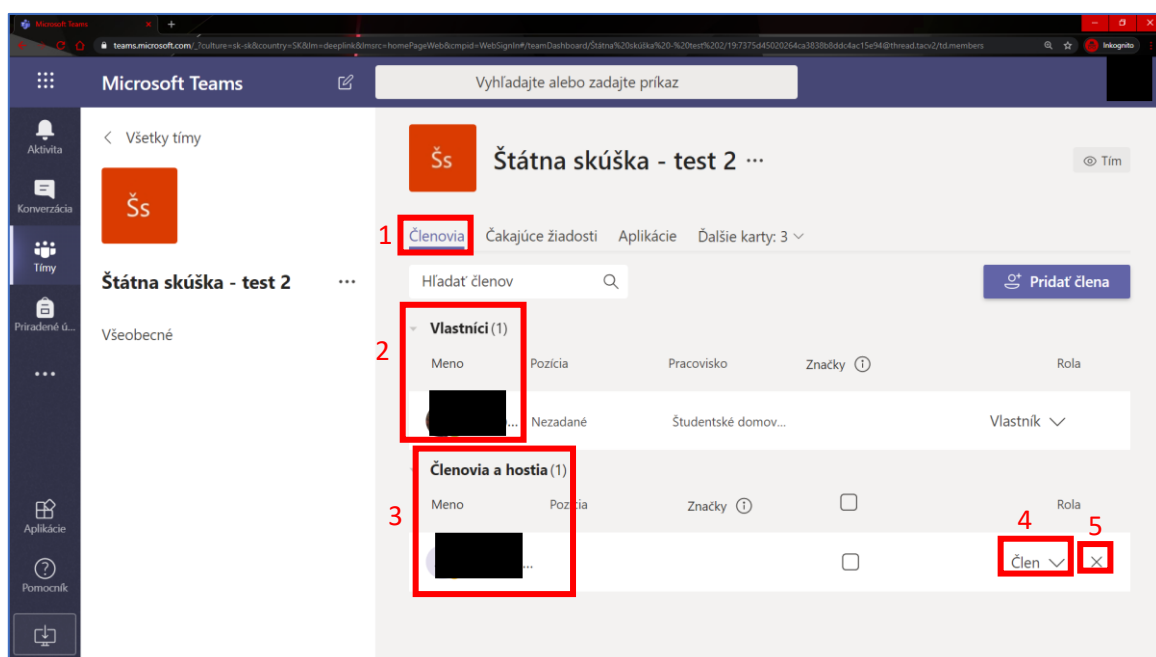 Microsoft Teams
teams.microsoft.com/_?culture=sk-sk&country=SK&lm=deeplink&lmsrc=homePageWeb&cmpid=WebSignIn#/teamDashboard/Štátna%20skúška%20-%20test%202/19:7375d45020264ca3838b8ddc4ac15e94@thread.tacv2/td.members
Inkognito
Microsoft Teams
Vyhľadajte alebo zadajte príkaz
Aktivita
Konverzácia
Tímy
Priradené ú...
Aplikácie
Pomocník
Všetky tímy
Šs
Štátna skúška - test 2 ...
Všeobecné
Šs
Štátna skúška - test 2 ...
Tím
1
Členovia Čakajúce žiadosti Aplikácie Ďalšie karty: 3
Hľadať členov
Pridať člena
2
Vlastníci (1)
Meno Pozícia Pracovisko Značky Rola
... Nezadané Študentské domov... Vlastník
3
Členovia a hostia (1)
Meno Pozícia Značky Rola
4 5
... Člen